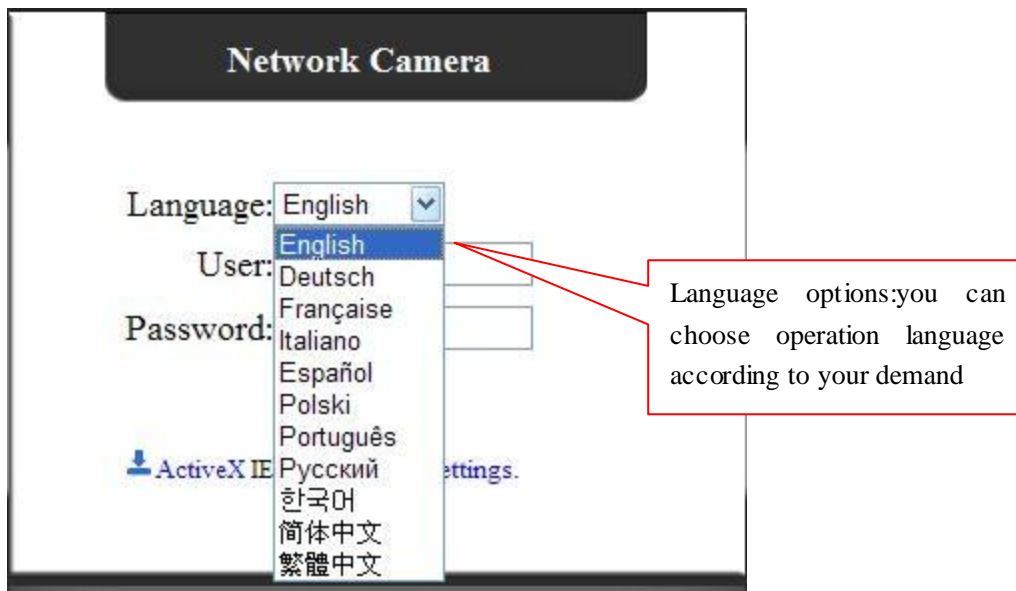 Network Camera
Language: English
English
User:
Deutsch
Française
Password:
Italiano
Español
Polski
Português
ActiveX IE ettings.
Русский
한국어
简体中文
繁體中文
Language options:you can
choose operation language
according to your demand